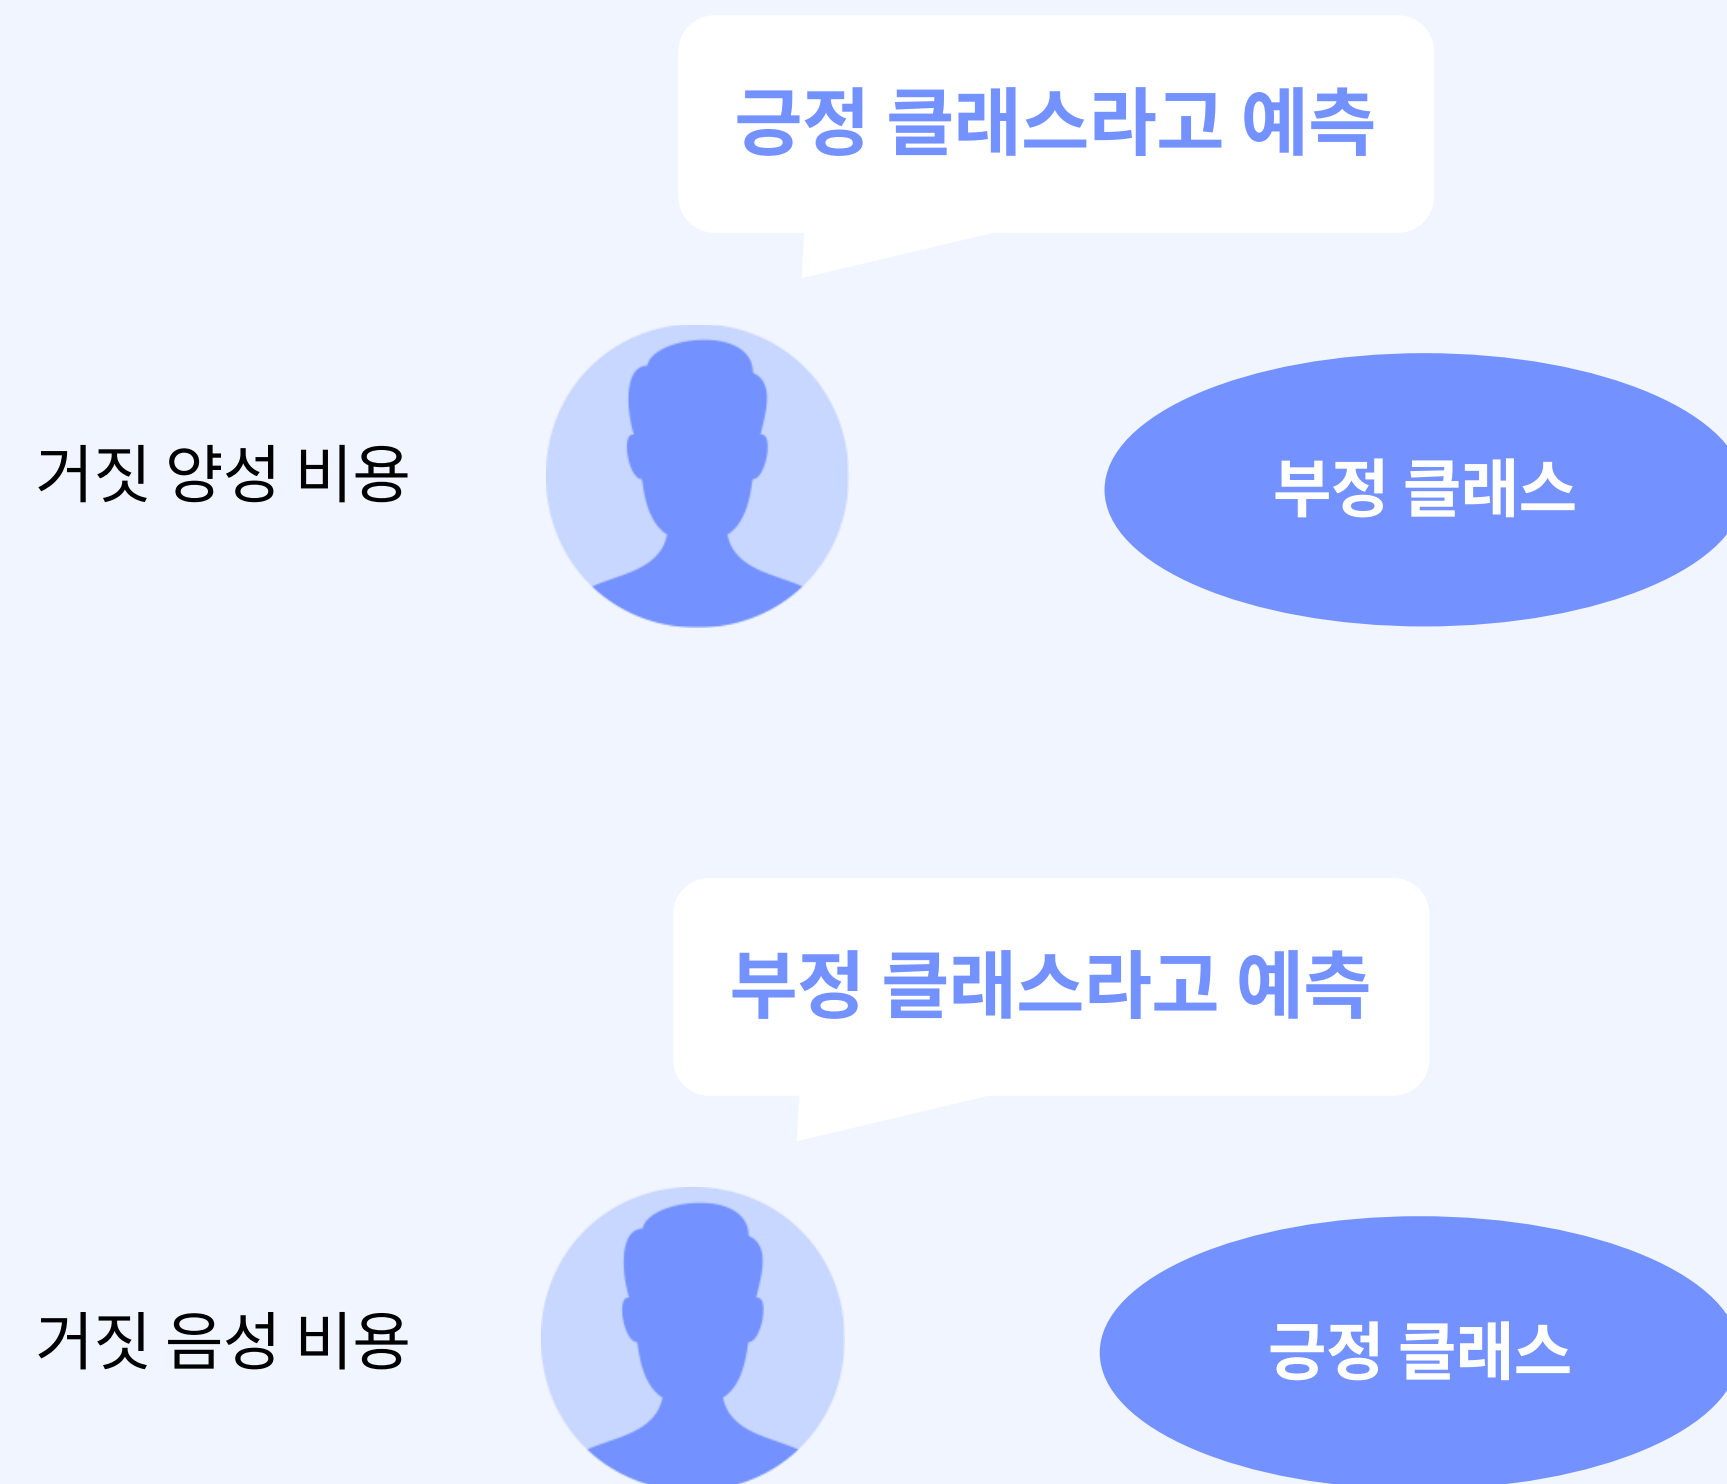 긍정 클래스라고 예측
거짓 양성 비용
부정 클래스
부정 클래스라고 예측
거짓 음성 비용
긍정 클래스